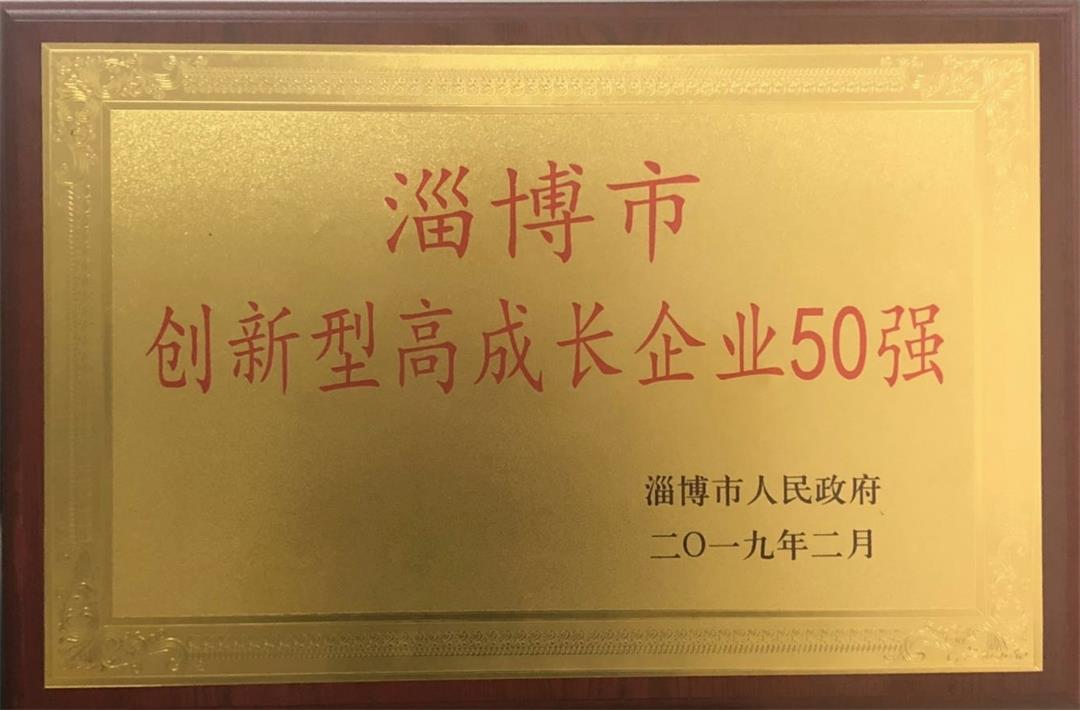 淄博市
创新型高成长企业50强
淄博市人民政府
二〇一九年二月